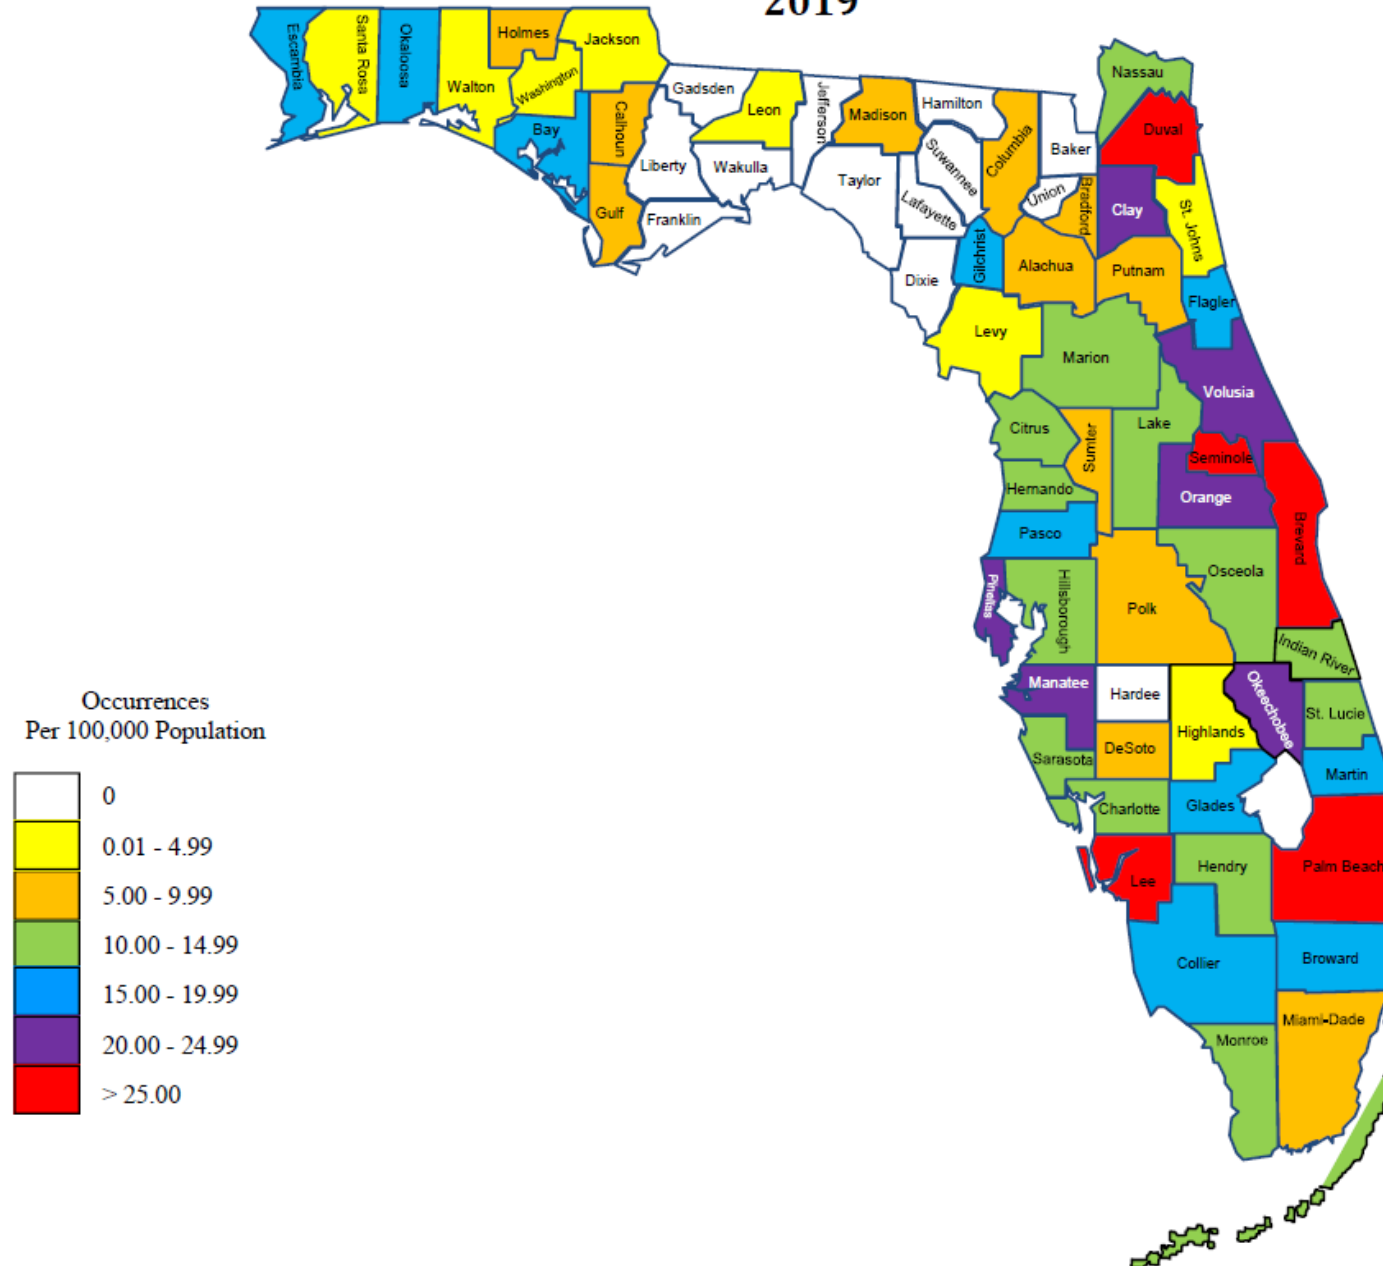 2019
Escambia
Santa Rosa
Okaloosa
Walton
Holmes
Washington
Jackson
Bay
Calhoun
Gulf
Gadsden
Liberty
Franklin
Leon
Wakulla
Jefferson
Madison
Taylor
Hamilton
Suwannee
Lafayette
Dixie
Columbia
Gilchrist
Baker
Union
Bradford
Alachua
Levy
Nassau
Duval
Clay
St. Johns
Putnam
Flagler
Marion
Volusia
Citrus
Sumter
Lake
Hernando
Seminole
Orange
Pasco
Brevard
Pinellas
Hillsborough
Polk
Osceola
Indian River
Manatee
Hardee
Highlands
Okeechobee
St. Lucie
Sarasota
DeSoto
Martin
Charlotte
Glades
Lee
Hendry
Palm Beach
Collier
Broward
Monroe
Miami-Dade
Occurrences
Per 100,000 Population
0
0.01 - 4.99
5.00 - 9.99
10.00 - 14.99
15.00 - 19.99
20.00 - 24.99
> 25.00